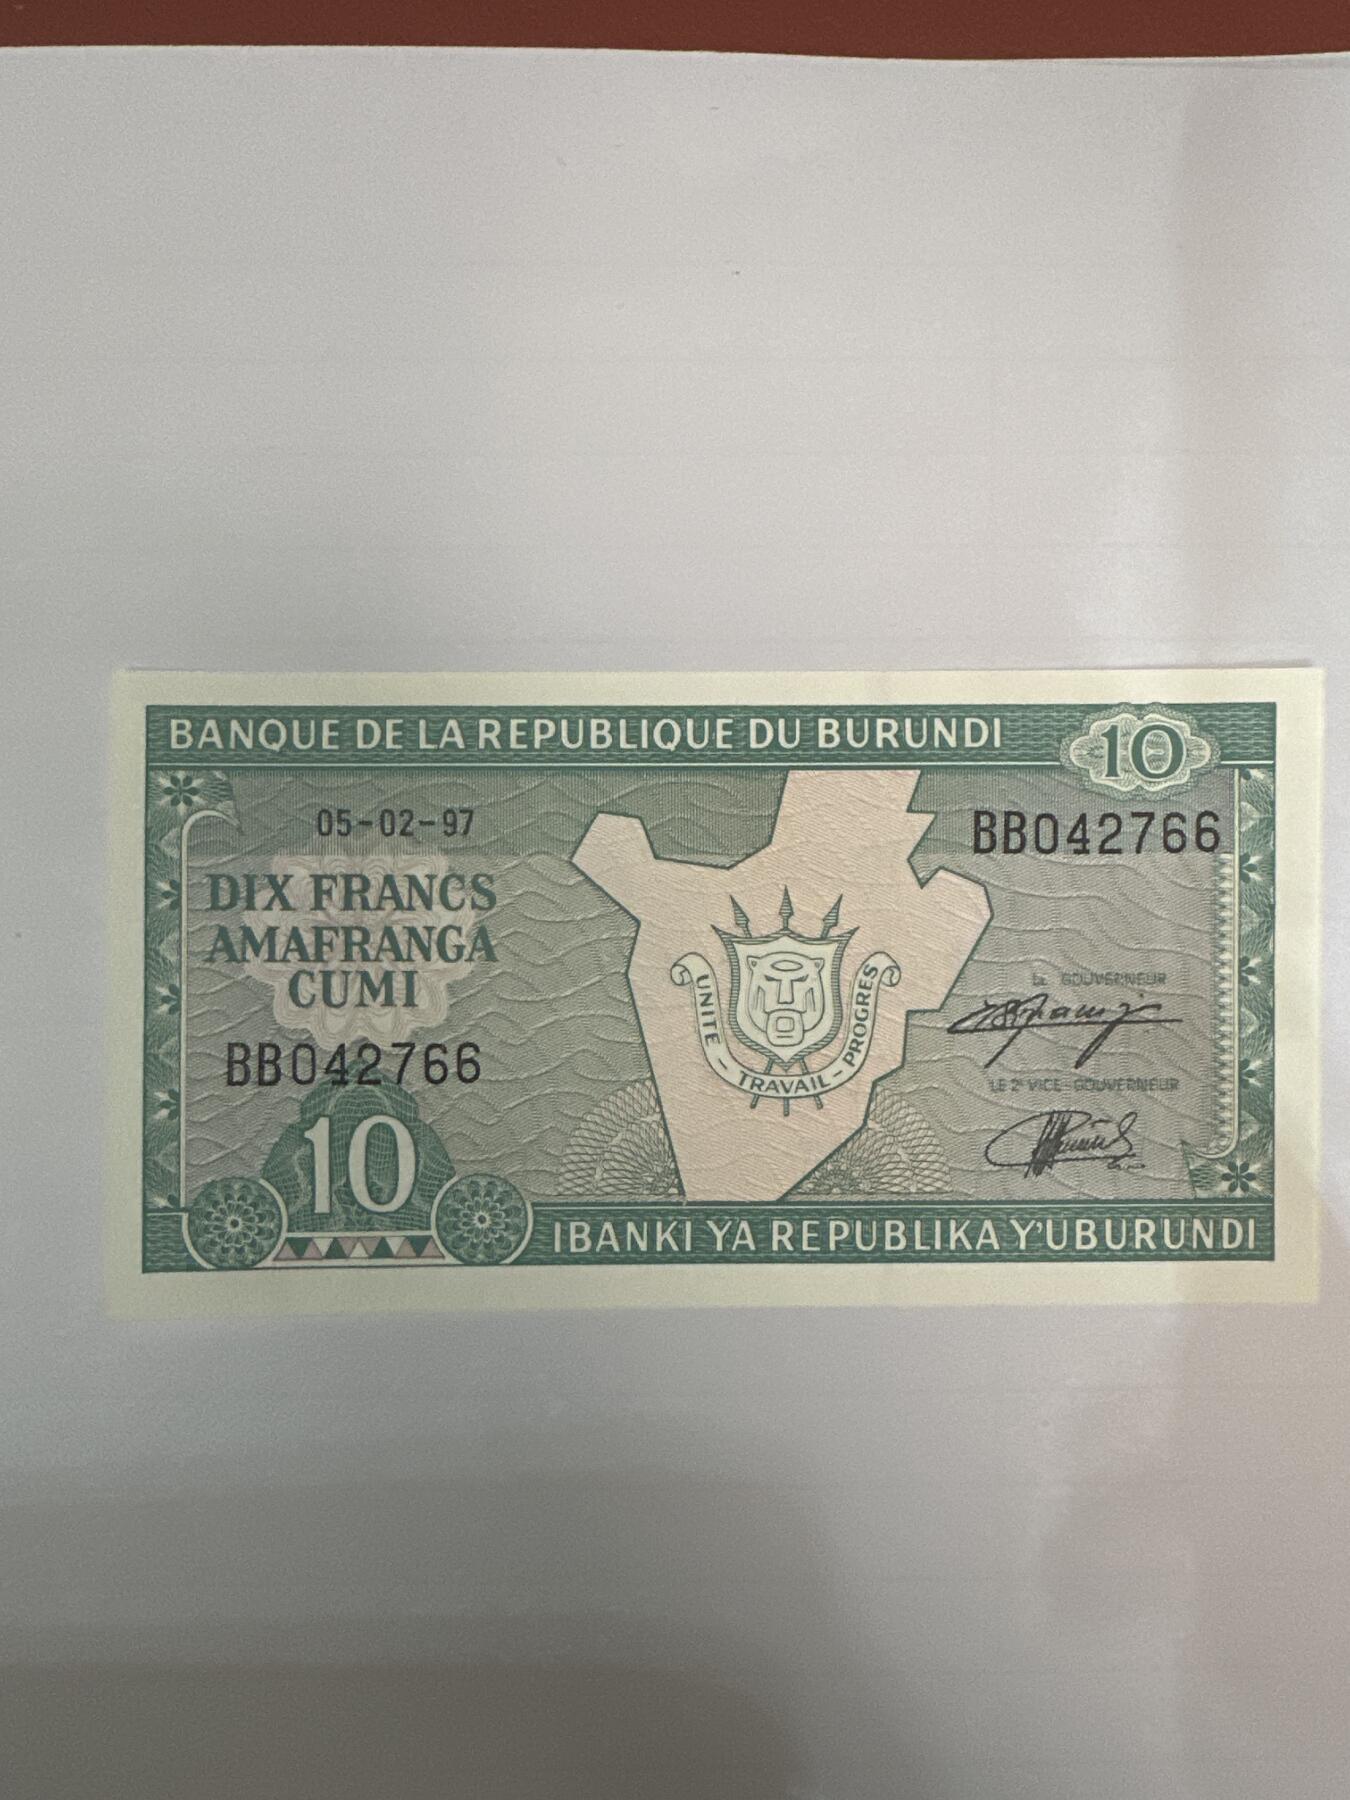 BANQUE DE LA REPUBLIQUE DU BURUNDI
10
05-02-97
BB042766
DIX FRANCS
AMAFRANGA
CUMI
BB042766
10
UNITE - TRAVAIL - PROGRES
LE GOUVERNEUR
LE 2E VICE-GOUVERNEUR
IBANKI YA REPUBLIKA Y'UBURUNDI